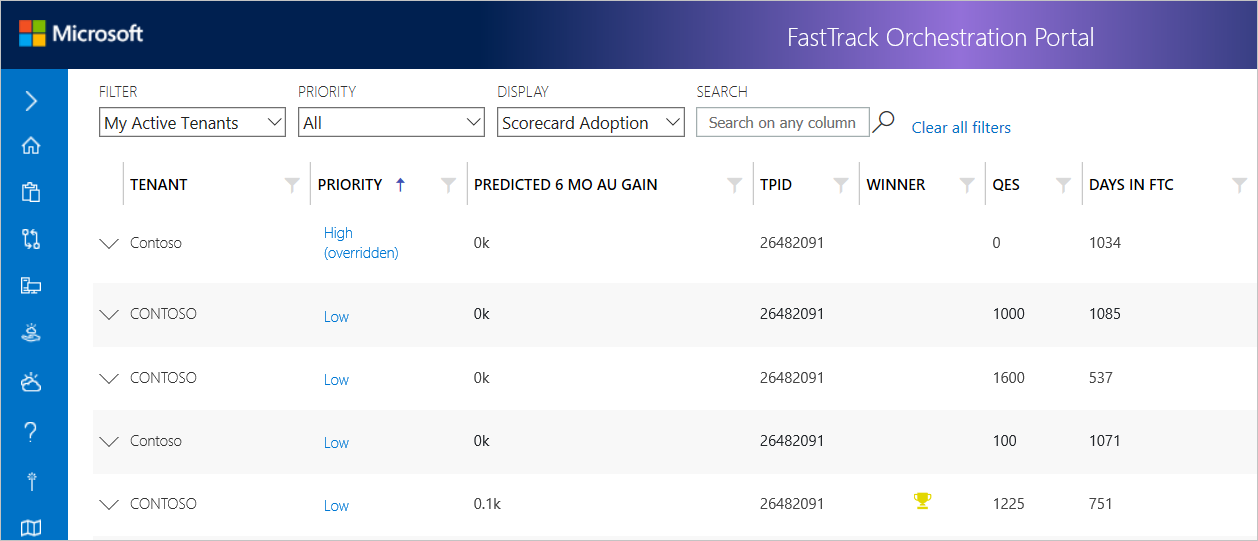 Microsoft
FastTrack Orchestration Portal
FILTER PRIORITY DISPLAY SEARCH
My Active Tenants All Scorecard Adoption Search on any column Clear all filters
TENANT PRIORITY PREDICTED 6 MO AU GAIN TPID WINNER QES DAYS IN FTC
Contoso High (overridden) 0k 26482091 0 1034
CONTOSO Low 0k 26482091 1000 1085
CONTOSO Low 0k 26482091 1600 537
Contoso Low 0k 26482091 100 1071
CONTOSO Low 0.1k 26482091 1225 751